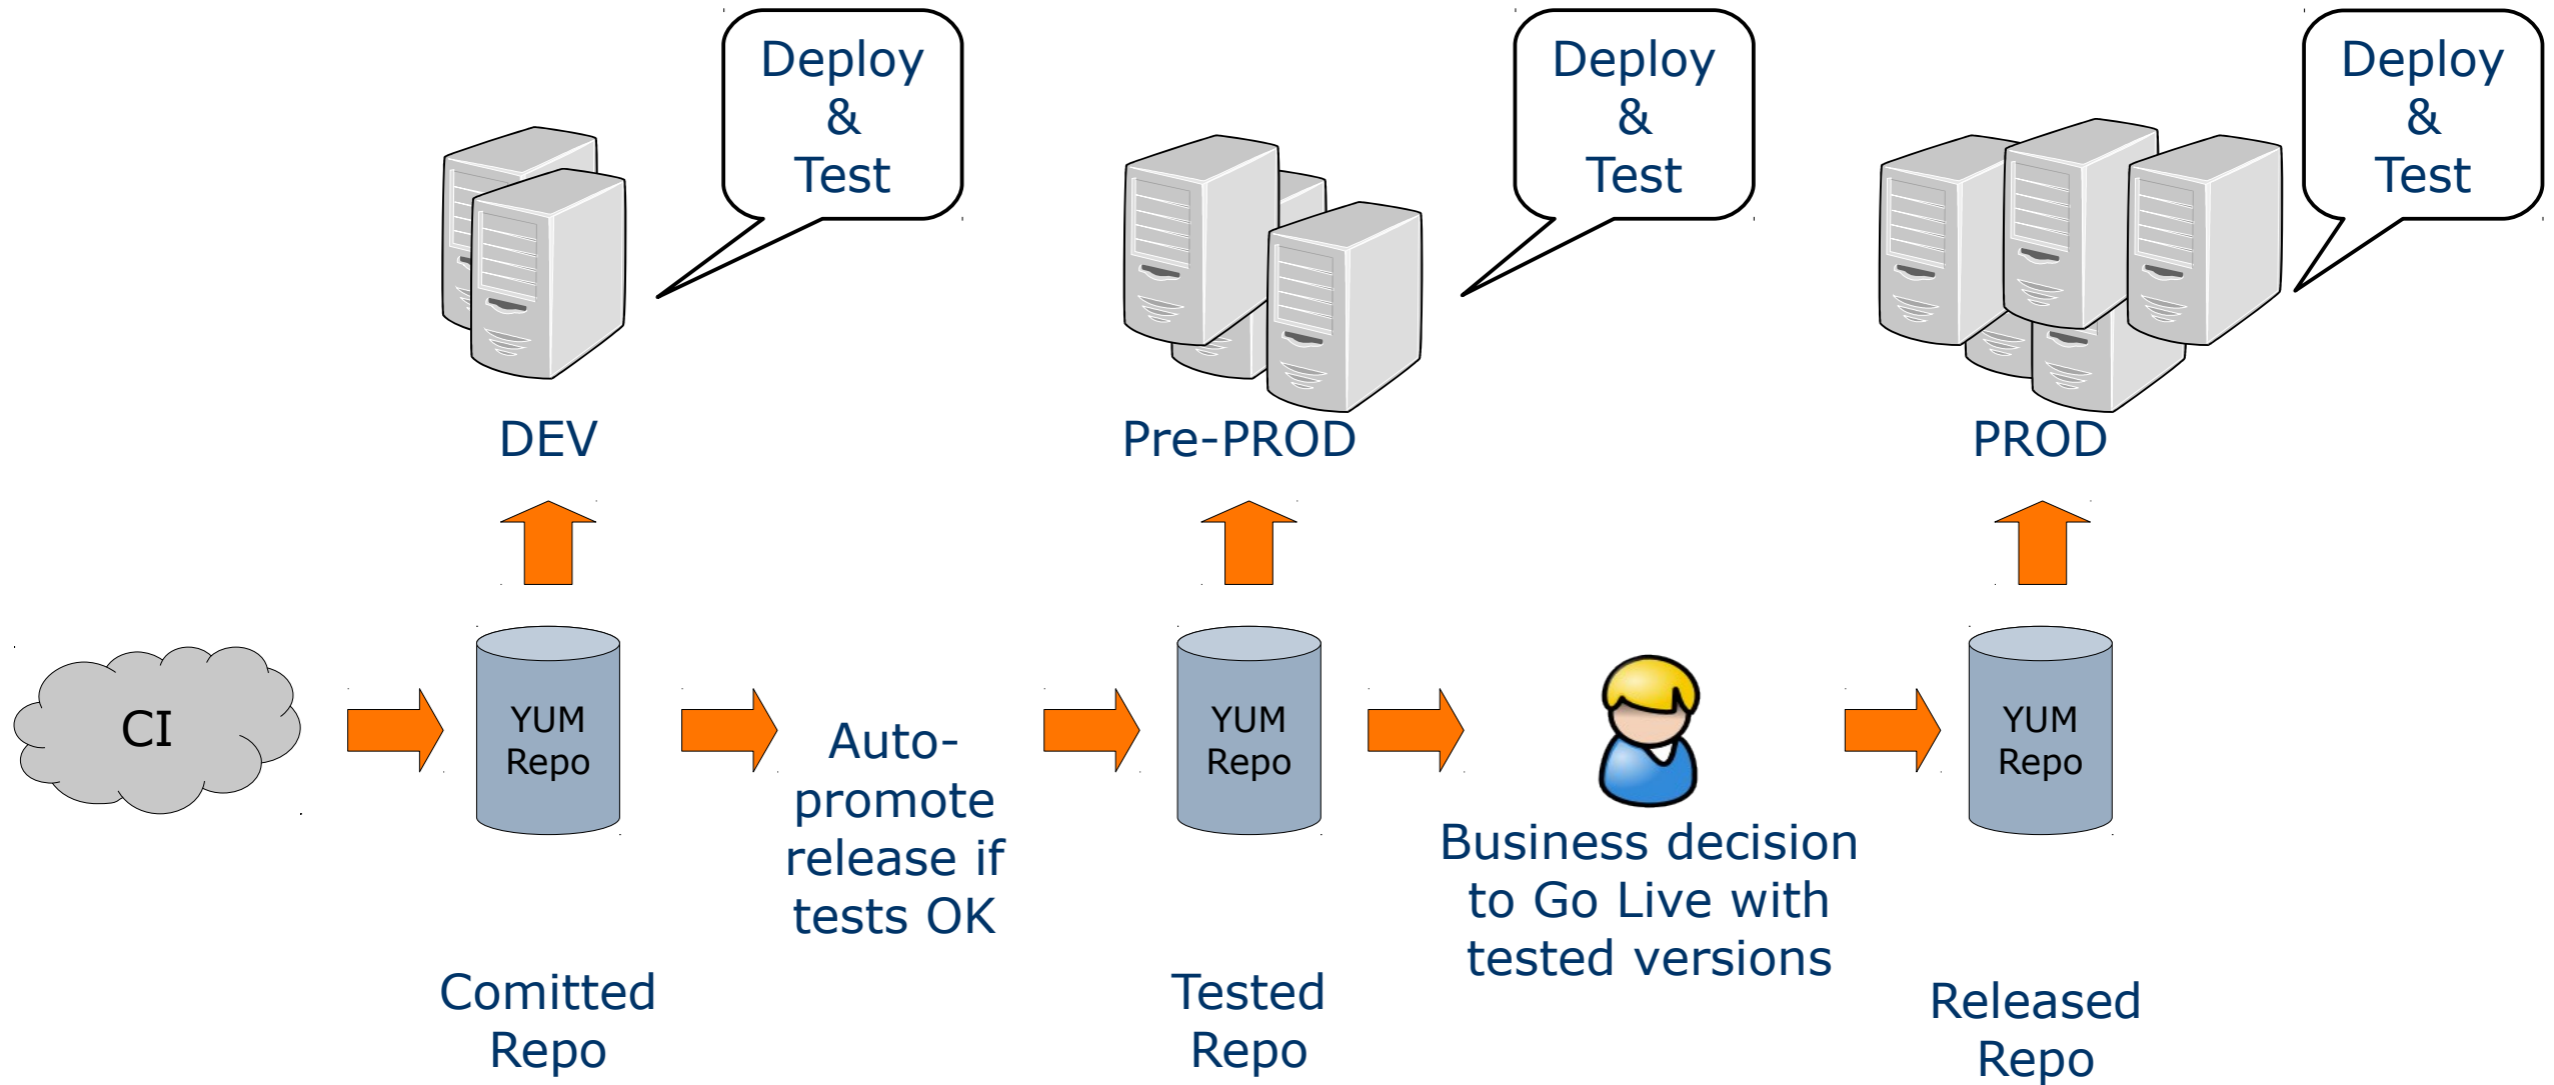 Deploy
&
Test
Deploy
&
Test
Deploy
&
Test
DEV
Pre-PROD
PROD
CI
YUM
Repo
Auto-
promote
release if
tests OK
YUM
Repo
Business decision
to Go Live with
tested versions
YUM
Repo
Comitted
Repo
Tested
Repo
Released
Repo